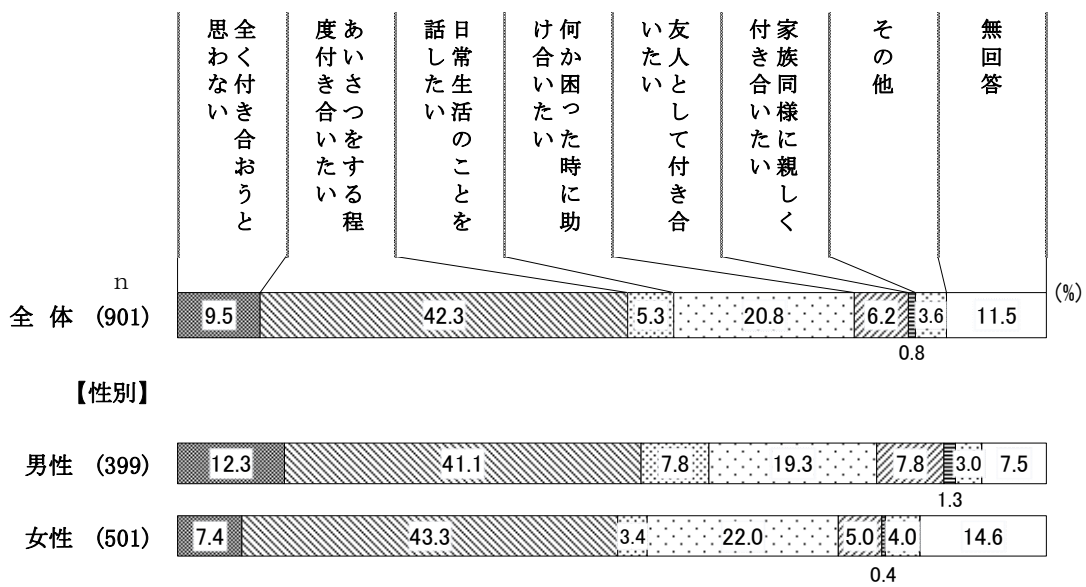 全く付き合おうと
思わない
あいさつをする程
度付き合いたい
日常生活のことを
話したい
何か困った時に助
け合いたい
友人として付き合
いたい
家族同様に親しく
付き合いたい
その他
無回答
n
(%)
全 体 (901)
9.5 42.3 5.3 20.8 6.2 3.6 11.5
0.8
【性別】
男性 (399)
12.3 41.1 7.8 19.3 7.8 3.0 7.5
1.3
女性 (501)
7.4 43.3 3.4 22.0 5.0 4.0 14.6
0.4